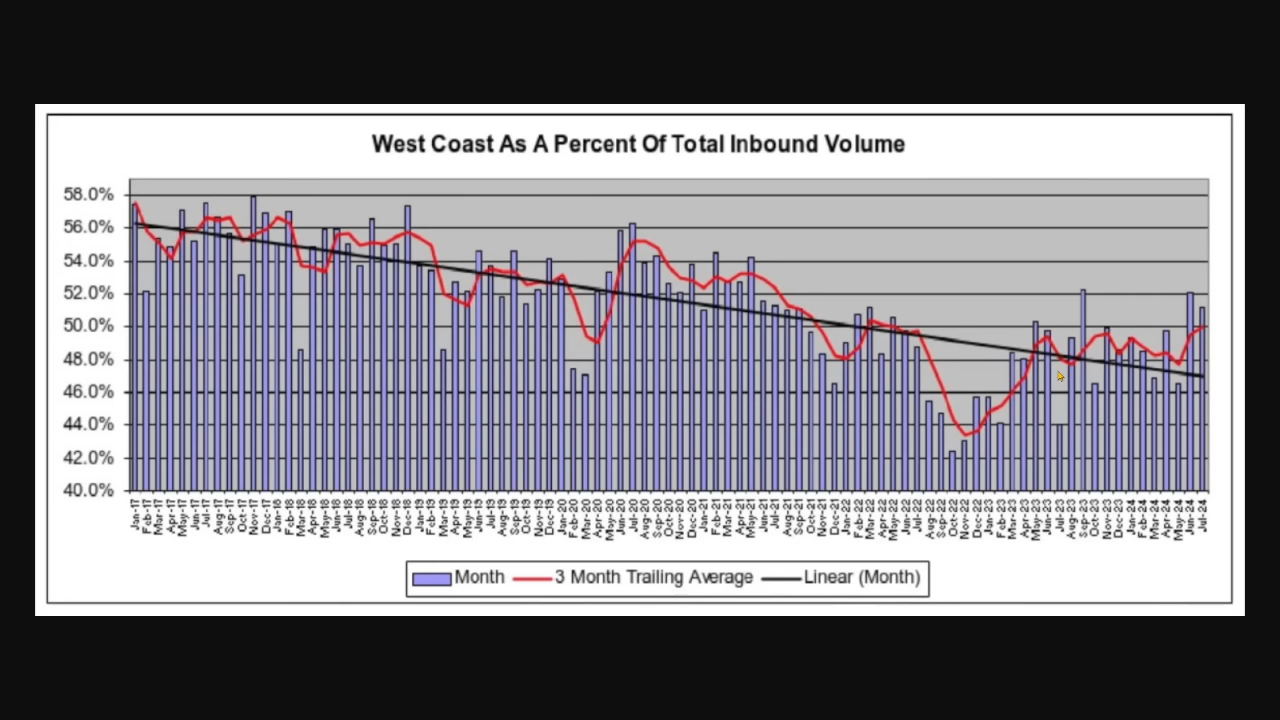 West Coast As A Percent Of Total Inbound Volume
58.0%
56.0%
54.0%
52.0%
50.0%
48.0%
46.0%
44.0%
42.0%
40.0%
Jan-17
Feb-17
Mar-17
Apr-17
May-17
Jun-17
Jul-17
Aug-17
Sep-17
Oct-17
Nov-17
Dec-17
Jan-18
Feb-18
Mar-18
Apr-18
May-18
Jun-18
Jul-18
Aug-18
Sep-18
Oct-18
Nov-18
Dec-18
Jan-19
Feb-19
Mar-19
Apr-19
May-19
Jun-19
Jul-19
Aug-19
Sep-19
Oct-19
Nov-19
Dec-19
Jan-20
Feb-20
Mar-20
Apr-20
May-20
Jun-20
Jul-20
Aug-20
Sep-20
Oct-20
Nov-20
Dec-20
Jan-21
Feb-21
Mar-21
Apr-21
May-21
Jun-21
Jul-21
Aug-21
Sep-21
Oct-21
Nov-21
Dec-21
Jan-22
Feb-22
Mar-22
Apr-22
May-22
Jun-22
Jul-22
Aug-22
Sep-22
Oct-22
Nov-22
Dec-22
Jan-23
Feb-23
Mar-23
Apr-23
May-23
Jun-23
Jul-23
Aug-23
Sep-23
Oct-23
Nov-23
Dec-23
Jan-24
Feb-24
Mar-24
Apr-24
May-24
Jun-24
Jul-24
Month 3 Month Trailing Average Linear (Month)